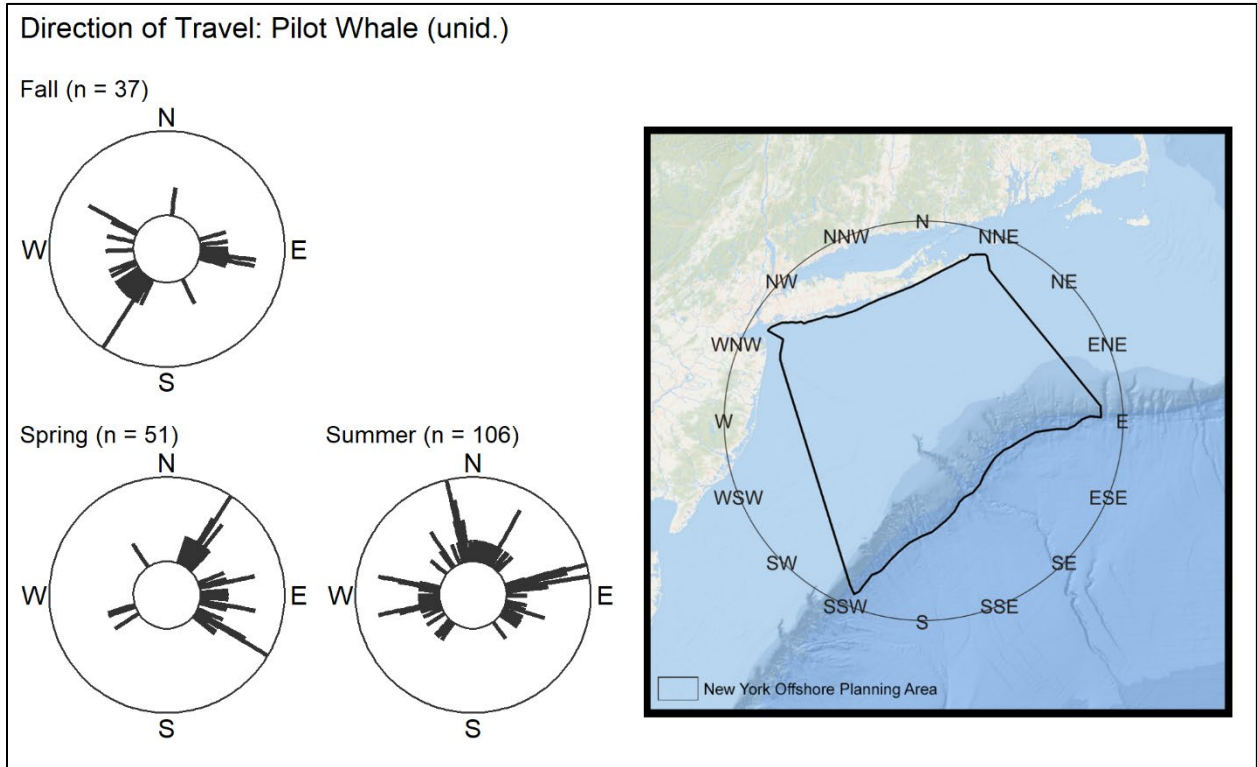 Direction of Travel: Pilot Whale (unid.)
Fall (n = 37)
N
W
E
S
Spring (n = 51)
N
W
E
S
Summer (n = 106)
N
W
E
S
N
NNW
NNE
NW
NE
WNW
ENE
W
E
WSW
ESE
SW
SE
SSW
SSE
S
New York Offshore Planning Area